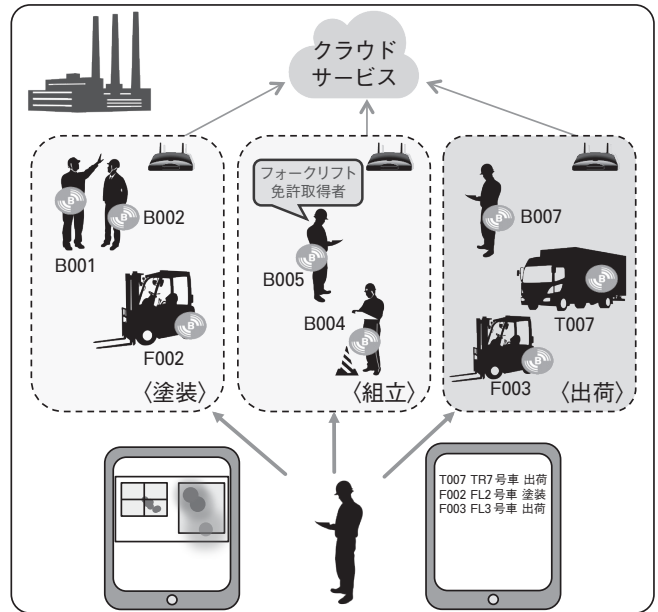 クラウド
サービス
フォークリフト
免許取得者
B001
B
B
B002
F002
B
〈塗装〉
B005
B
B004
B
〈組立〉
B
B007
B
T007
B
F003
〈出荷〉
T007 TR7号車 出荷
F002 FL2号車 塗装
F003 FL3号車 出荷